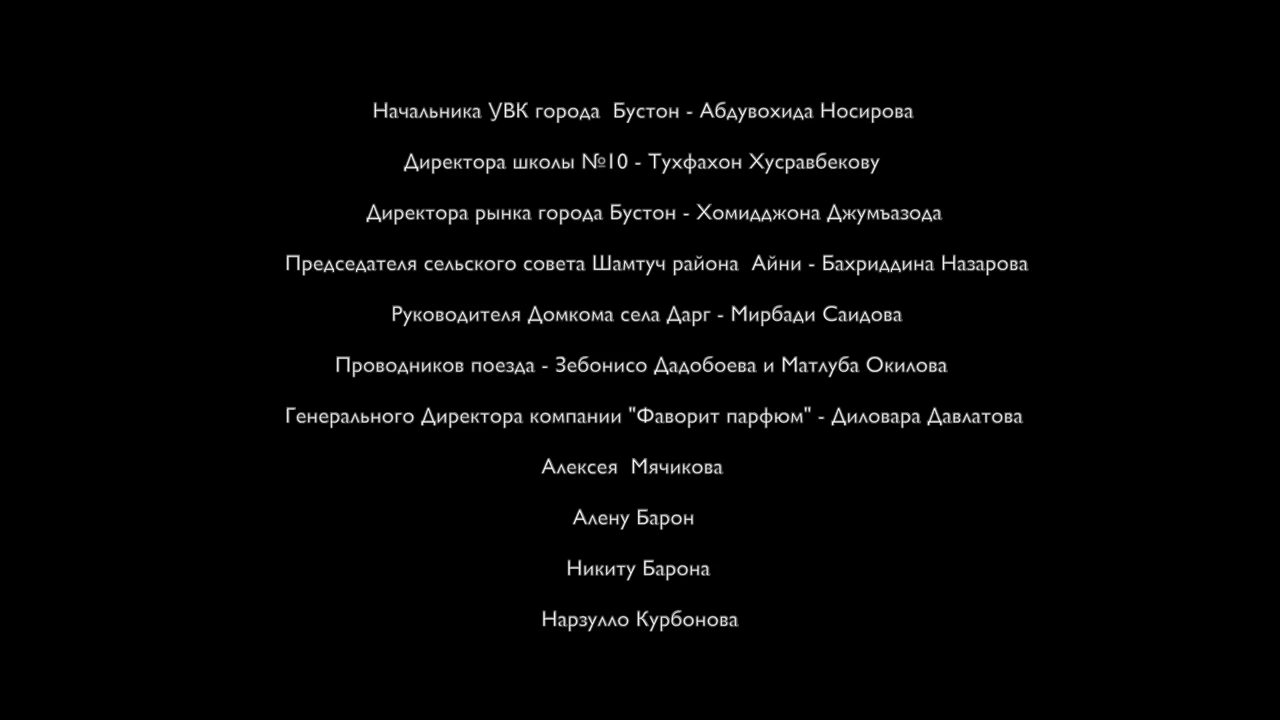 Начальника УВК города  Бустон - Абдувохида Носирова
Директора школы №10 - Тухфахон Хусравбекову
Директора рынка города Бустон - Хомидджона Джумъазода
Председателя сельского совета Шамтуч района  Айни - Бахриддина Назарова
Руководителя Домкома села Дарг - Мирбади Саидова
Проводников поезда - Зебонисо Дадобоева и Матлуба Окилова
Генерального Директора компании "Фаворит парфюм" - Диловара Давлатова
Алексея  Мячикова
Алену Барон
Никиту Барона
Нарзулло Курбонова